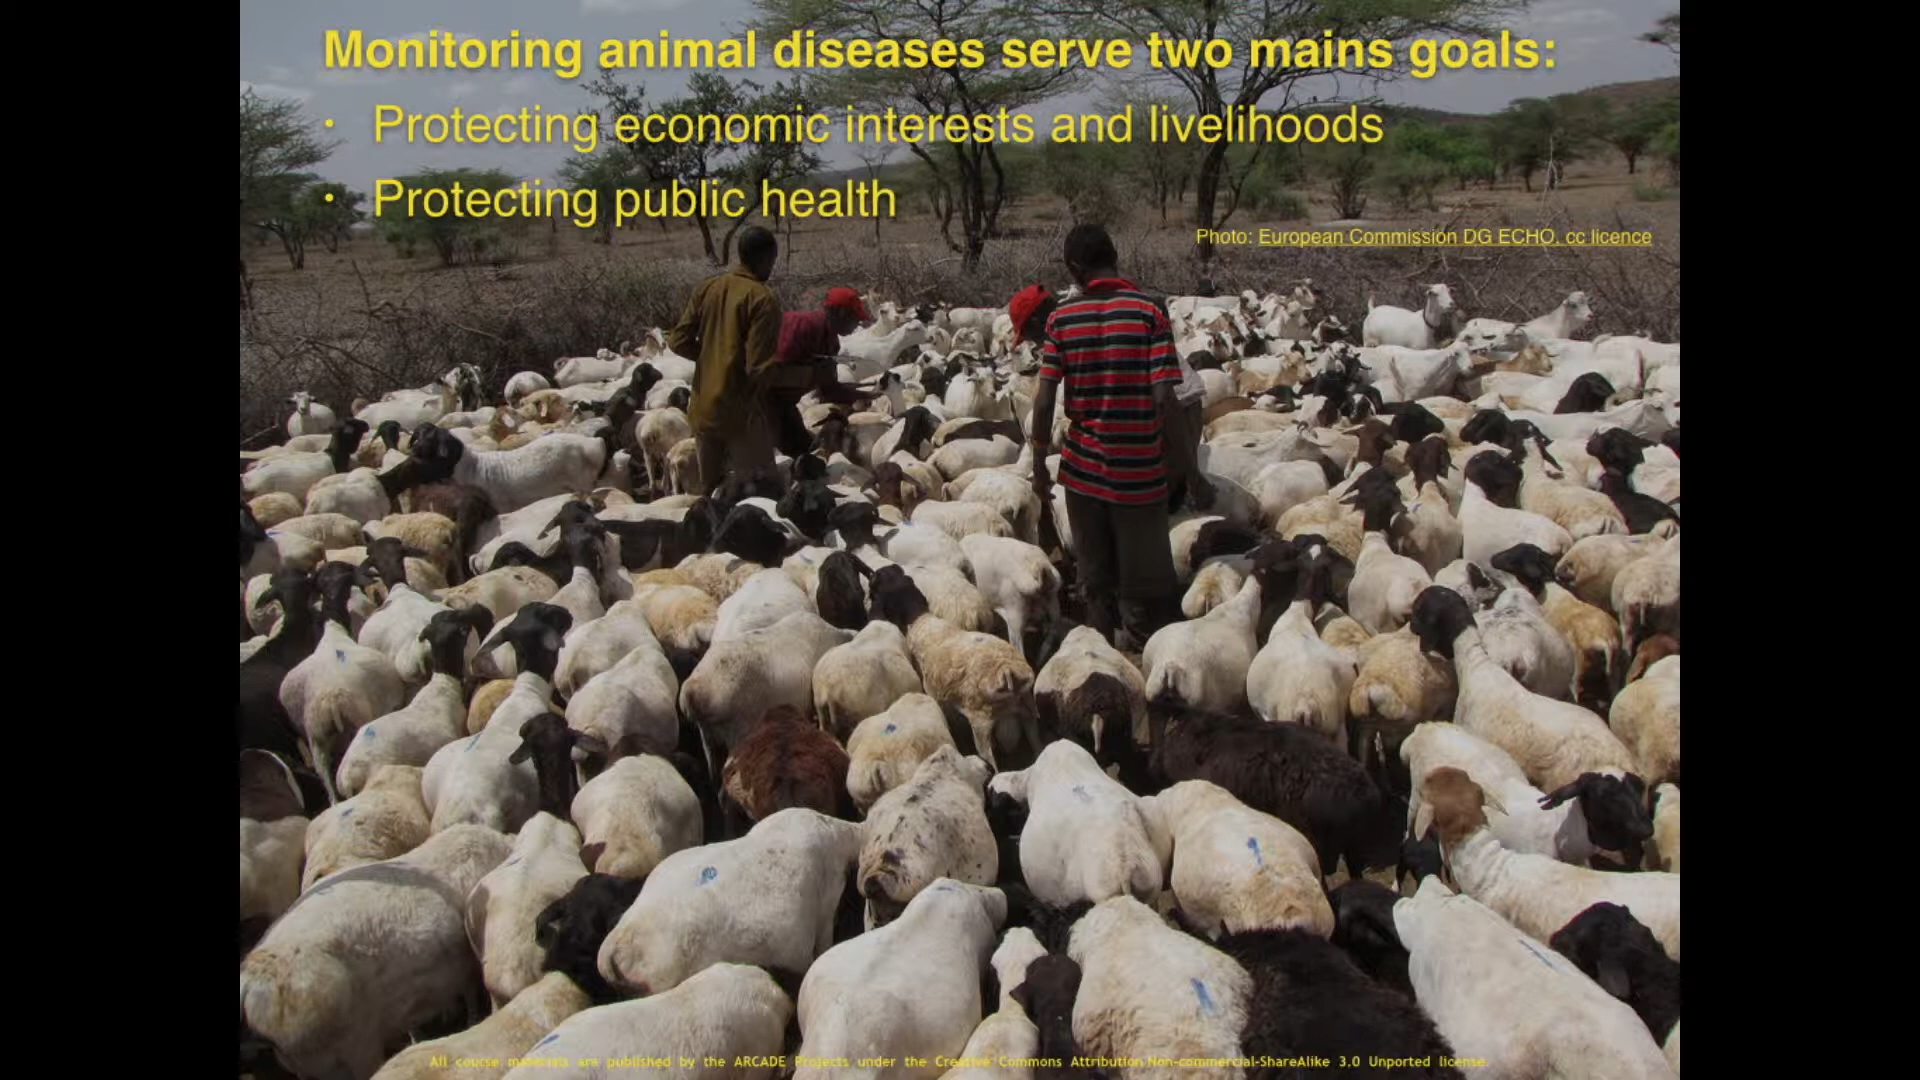 Monitoring animal diseases serve two mains goals:
• Protecting economic interests and livelihoods
• Protecting public health
Photo: European Commission DG ECHO, cc licence
All course materials are published by the ARCADE Projects under the Creative Commons Attribution Non-commercial-ShareAlike 3.0 Unported license.